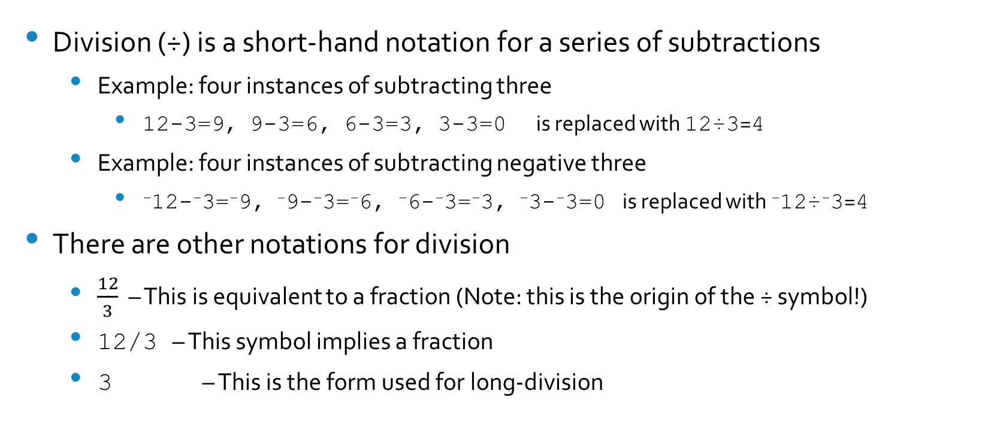 • Division (÷) is a short-hand notation for a series of subtractions
• Example: four instances of subtracting three
• 12-3=9, 9-3=6, 6-3=3, 3-3=0 is replaced with 12÷3=4
• Example: four instances of subtracting negative three
• ⁻12-⁻3=⁻9, ⁻9-⁻3=⁻6, ⁻6-⁻3=⁻3, ⁻3-⁻3=0 is replaced with ⁻12÷⁻3=4
• There are other notations for division
• 12/3 – This is equivalent to a fraction (Note: this is the origin of the ÷ symbol!)
• 12/3 – This symbol implies a fraction
• 3 – This is the form used for long-division